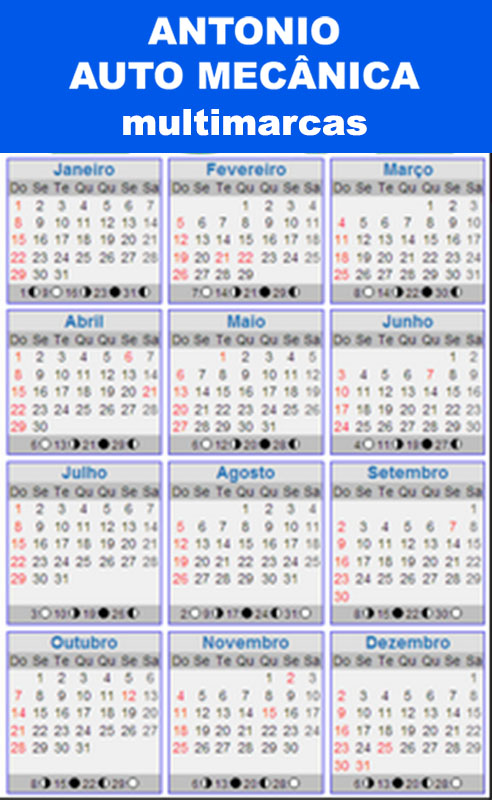 ANTONIO
AUTO MECÂNICA
multimarcas
Janeiro
Do Se Te Qu Qu Se Sa
1 2 3 4 5 6 7
8 9 10 11 12 13 14
15 16 17 18 19 20 21
22 23 24 25 26 27 28
29 30 31
Fevereiro
Do Se Te Qu Qu Se Sa
1 2 3 4
5 6 7 8 9 10 11
12 13 14 15 16 17 18
19 20 21 22 23 24 25
26 27 28 29
7 14 21 29
Março
Do Se Te Qu Qu Se Sa
1 2 3
4 5 6 7 8 9 10
11 12 13 14 15 16 17
18 19 20 21 22 23 24
25 26 27 28 29 30 31
8 14 22 30
Abril
Do Se Te Qu Qu Se Sa
1 2 3 4 5 6 7
8 9 10 11 12 13 14
15 16 17 18 19 20 21
22 23 24 25 26 27 28
29 30
6 13 21 29
Maio
Do Se Te Qu Qu Se Sa
1 2 3 4 5
6 7 8 9 10 11 12
13 14 15 16 17 18 19
20 21 22 23 24 25 26
27 28 29 30 31
6 12 20 28
Junho
Do Se Te Qu Qu Se Sa
1 2
3 4 5 6 7 8 9
10 11 12 13 14 15 16
17 18 19 20 21 22 23
24 25 26 27 28 29 30
4 11 19 27
Julho
Do Se Te Qu Qu Se Sa
1 2 3 4 5 6 7
8 9 10 11 12 13 14
15 16 17 18 19 20 21
22 23 24 25 26 27 28
29 30 31
3 10 19 26
Agosto
Do Se Te Qu Qu Se Sa
1 2 3 4
5 6 7 8 9 10 11
12 13 14 15 16 17 18
19 20 21 22 23 24 25
26 27 28 29 30 31
2 9 17 24 31
Setembro
Do Se Te Qu Qu Se Sa
1
2 3 4 5 6 7 8
9 10 11 12 13 14 15
16 17 18 19 20 21 22
23 24 25 26 27 28 29
30
8 15 22 30
Outubro
Do Se Te Qu Qu Se Sa
1 2 3 4 5 6
7 8 9 10 11 12 13
14 15 16 17 18 19 20
21 22 23 24 25 26 27
28 29 30 31
8 15 22 29
Novembro
Do Se Te Qu Qu Se Sa
1 2 3
4 5 6 7 8 9 10
11 12 13 14 15 16 17
18 19 20 21 22 23 24
25 26 27 28 29 30
6 13 20 28
Dezembro
Do Se Te Qu Qu Se Sa
1
2 3 4 5 6 7 8
9 10 11 12 13 14 15
16 17 18 19 20 21 22
23 24 25 26 27 28 29
30 31
6 13 20 28